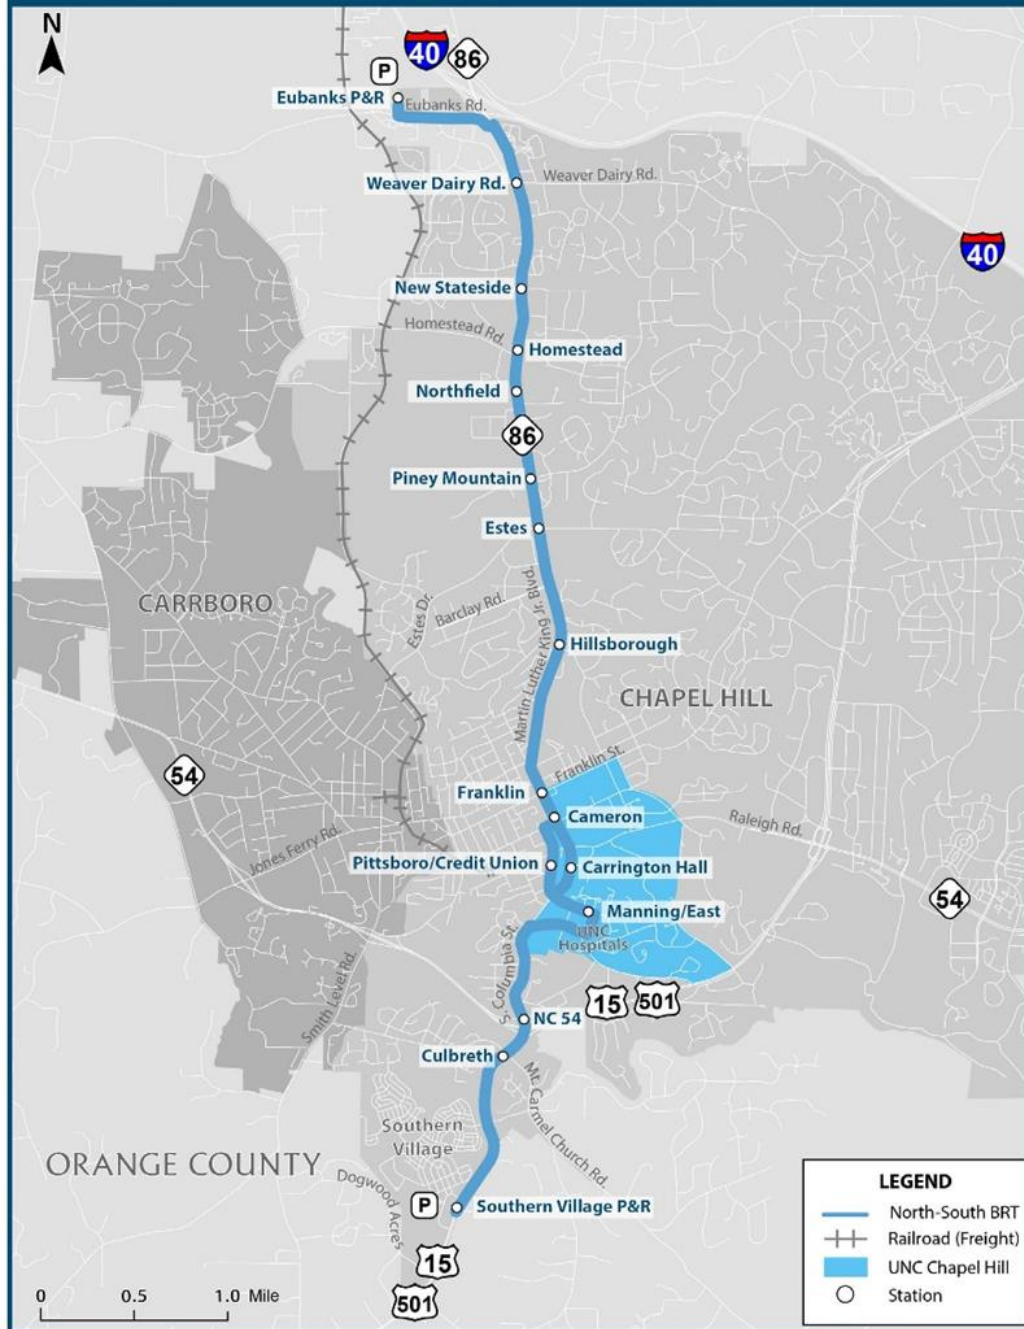 N
40
86
P
Eubanks P&R
Eubanks Rd.
Weaver Dairy Rd.
Weaver Dairy Rd.
40
New Stateside
Homestead Rd.
Homestead
Northfield
86
Piney Mountain
Estes
CARRBORO
Estes Dr.
Barclay Rd.
Martin Luther King Jr. Blvd.
Hillsborough
CHAPEL HILL
54
Franklin St.
Franklin
Cameron
Raleigh Rd.
Jones Ferry Rd.
Pittsboro/Credit Union
Carrington Hall
54
Manning/East
UNC
Hospitals
S. Columbia St.
Smith Level Rd.
15
501
NC 54
Culbreth
Mt. Carmel Church Rd.
Southern
Village
ORANGE COUNTY
Dogwood Acres
P
Southern Village P&R
15
501
0
0.5
1.0 Mile
LEGEND
North-South BRT
Railroad (Freight)
UNC Chapel Hill
Station